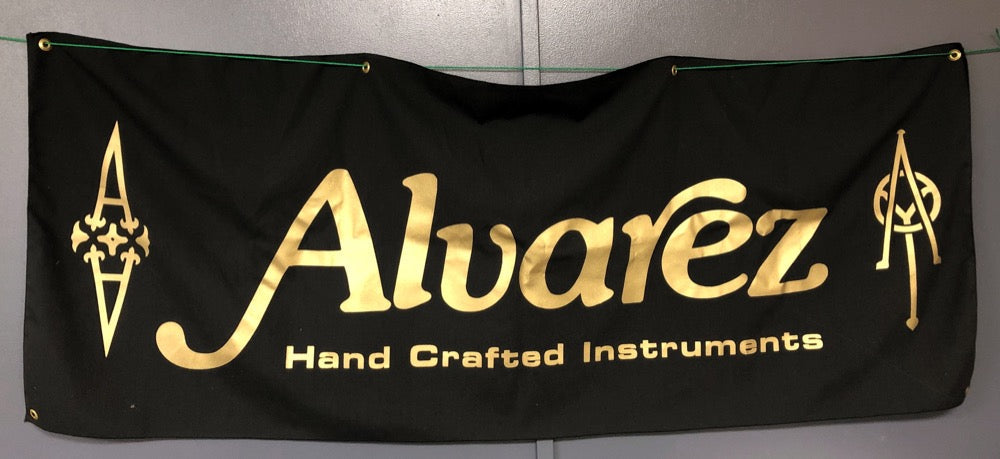 Alvarez
Hand Crafted Instruments